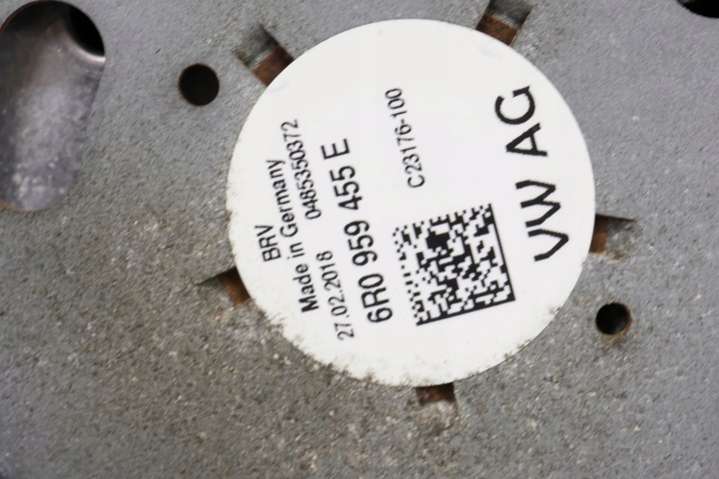 BRV
Made in Germany
27.02.2018 0485350372
6R0 959 455 E
C23176-100
VW AG